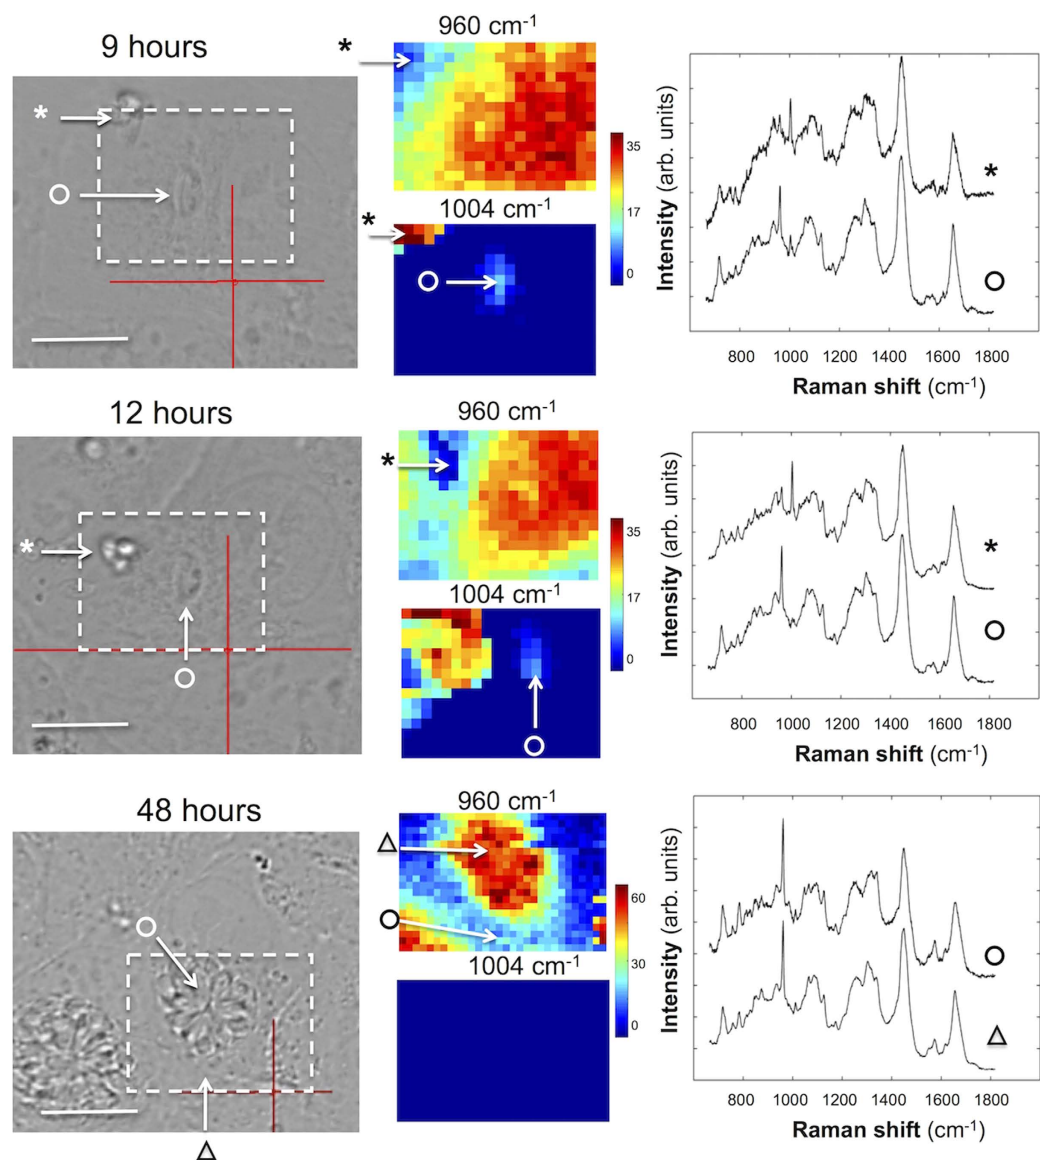 9 hours
*
960 cm-1
*
35
17
0
1004 cm-1
*
Intensity (arb. units)
*
800 1000 1200 1400 1600 1800
Raman shift (cm-1)
12 hours
*
960 cm-1
*
35
17
0
1004 cm-1
Intensity (arb. units)
*
800 1000 1200 1400 1600 1800
Raman shift (cm-1)
48 hours
960 cm-1
60
30
0
1004 cm-1
Intensity (arb. units)
800 1000 1200 1400 1600 1800
Raman shift (cm-1)